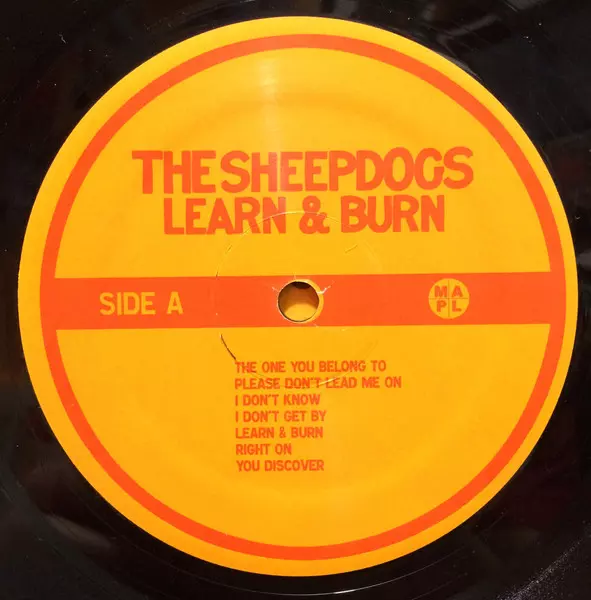 THE SHEEPDOGS
LEARN & BURN
SIDE A
MA
PL
THE ONE YOU BELONG TO
PLEASE DON'T LEAD ME ON
I DON'T KNOW
I DON'T GET BY
LEARN & BURN
RIGHT ON
YOU DISCOVER